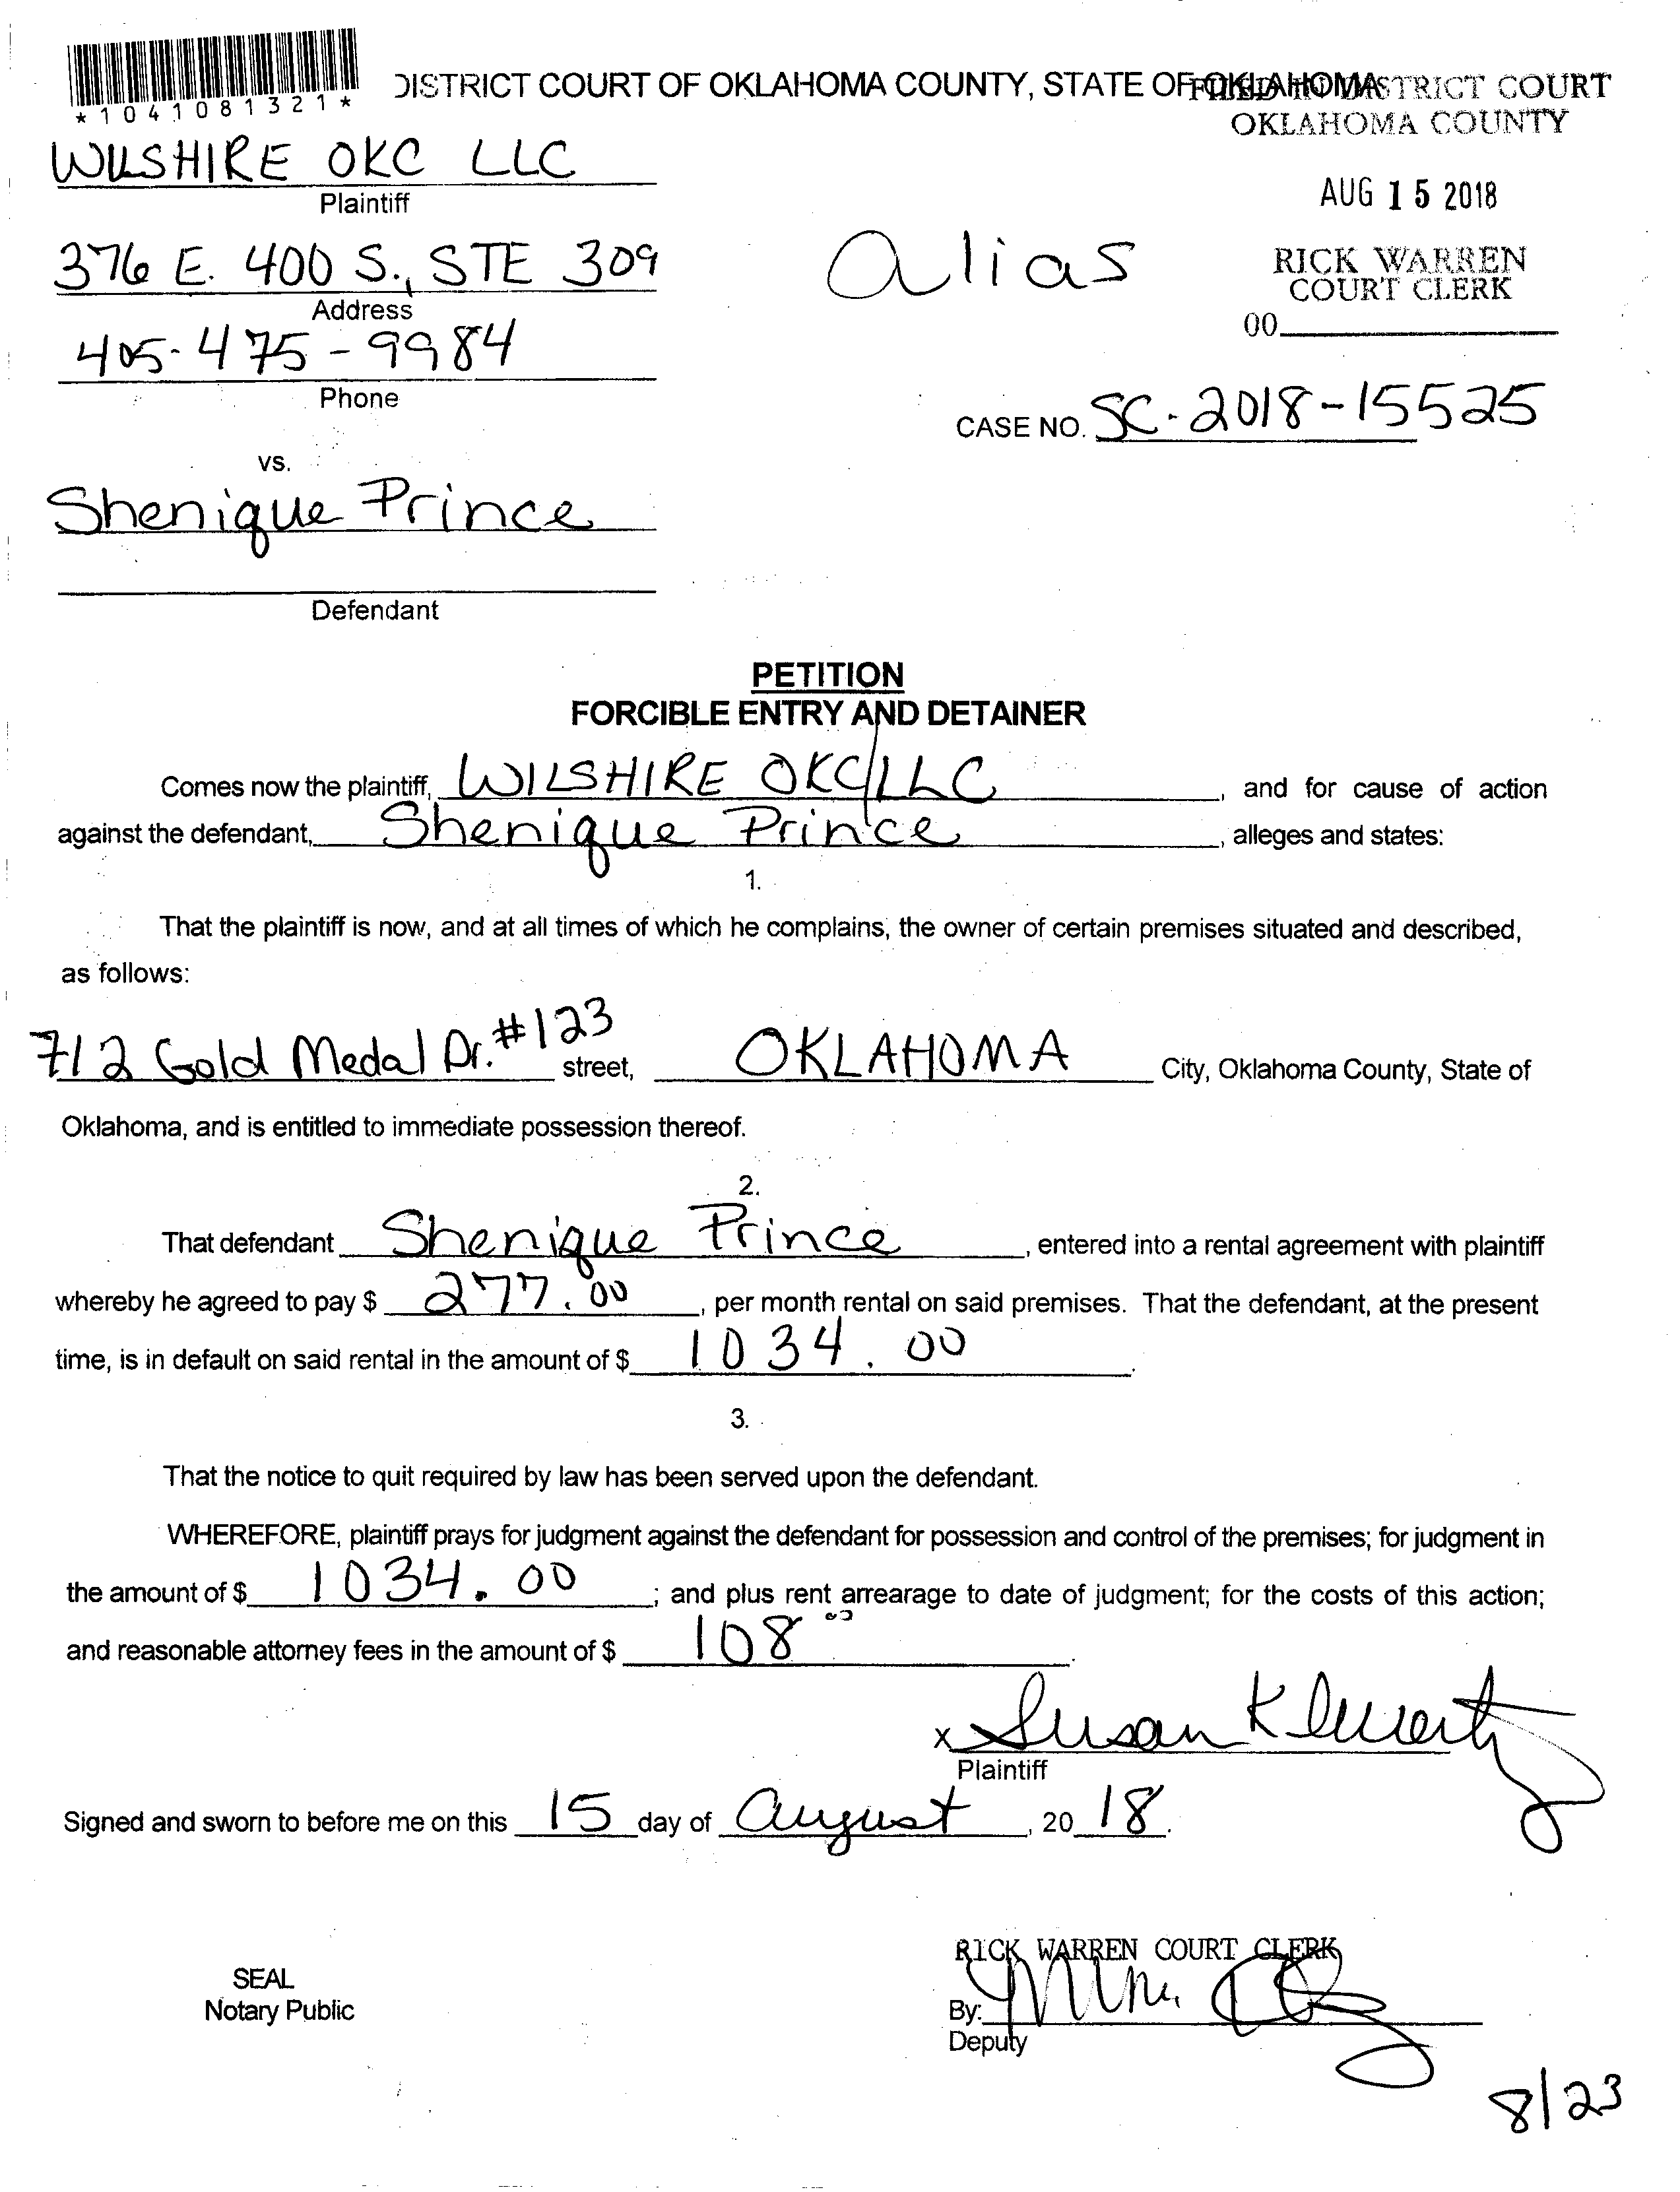 *1041081321*
DISTRICT COURT OF OKLAHOMA COUNTY, STATE OF OKLAHOMA
FILED IN DISTRICT COURT
OKLAHOMA COUNTY
WILSHIRE OKC LLC
Plaintiff
AUG 15 2018
376 E. 400 S., STE 309
Address
alias
RICK WARREN
COURT CLERK
00
405-475-9984
Phone
CASE NO. SC-2018-15525
vs.
Shenique Prince
Defendant
PETITION
FORCIBLE ENTRY AND DETAINER
Comes now the plaintiff, WILSHIRE OKC LLC, and for cause of action
against the defendant, Shenique Prince, alleges and states:
1.
That the plaintiff is now, and at all times of which he complains, the owner of certain premises situated and described,
as follows:
712 Gold Medal Dr. #123 street, OKLAHOMA City, Oklahoma County, State of
Oklahoma, and is entitled to immediate possession thereof.
2.
That defendant Shenique Prince, entered into a rental agreement with plaintiff
whereby he agreed to pay $ 277.00, per month rental on said premises. That the defendant, at the present
time, is in default on said rental in the amount of $ 1034.00.
3.
That the notice to quit required by law has been served upon the defendant.
WHEREFORE, plaintiff prays for judgment against the defendant for possession and control of the premises; for judgment in
the amount of $ 1034.00; and plus rent arrearage to date of judgment; for the costs of this action;
and reasonable attorney fees in the amount of $ 108 00.
x Susan K
Plaintiff
Signed and sworn to before me on this 15 day of August, 20 18.
RICK WARREN COURT CLERK
SEAL
Notary Public
By:
Deputy
8/23